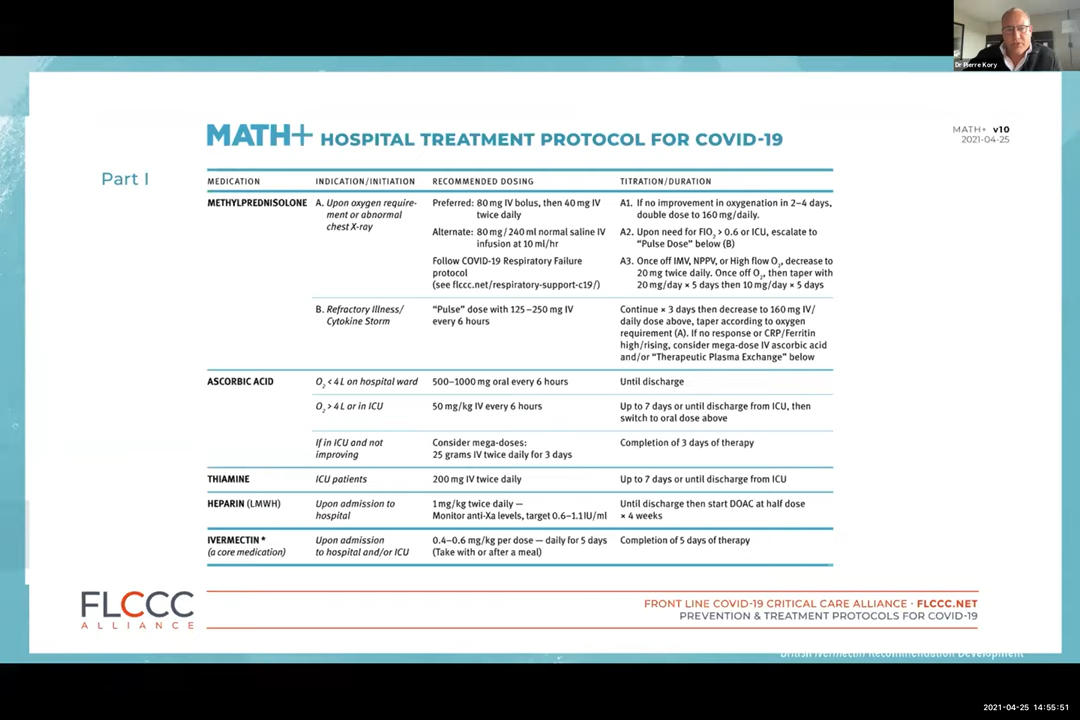 Dr Pierre Kory
MATH+ HOSPITAL TREATMENT PROTOCOL FOR COVID-19
MATH+ v10
2021-04-25
Part I
MEDICATION
INDICATION/INITIATION
RECOMMENDED DOSING
TITRATION/DURATION
METHYLPREDNISOLONE
A. Upon oxygen require-
ment or abnormal
chest X-ray
Preferred: 80 mg IV bolus, then 40 mg IV
twice daily
Alternate: 80 mg / 240 ml normal saline IV
infusion at 10 ml/hr
Follow COVID-19 Respiratory Failure
protocol
(see flccc.net/respiratory-support-c19/)
A1. If no improvement in oxygenation in 2–4 days,
double dose to 160 mg/daily.
A2. Upon need for FIO2 > 0.6 or ICU, escalate to
“Pulse Dose” below (B)
A3. Once off IMV, NPPV, or High flow O2, decrease to
20 mg twice daily. Once off O2, then taper with
20 mg/day × 5 days then 10 mg/day × 5 days
B. Refractory Illness/
Cytokine Storm
“Pulse” dose with 125–250 mg IV
every 6 hours
Continue × 3 days then decrease to 160 mg IV/
daily dose above, taper according to oxygen
requirement (A). If no response or CRP/Ferritin
high/rising, consider mega-dose IV ascorbic acid
and/or “Therapeutic Plasma Exchange” below
ASCORBIC ACID
O2 < 4 L on hospital ward
500–1000 mg oral every 6 hours
Until discharge
O2 > 4 L or in ICU
50 mg/kg IV every 6 hours
Up to 7 days or until discharge from ICU, then
switch to oral dose above
If in ICU and not
improving
Consider mega-doses:
25 grams IV twice daily for 3 days
Completion of 3 days of therapy
THIAMINE
ICU patients
200 mg IV twice daily
Up to 7 days or until discharge from ICU
HEPARIN (LMWH)
Upon admission to
hospital
1 mg/kg twice daily —
Monitor anti-Xa levels, target 0.6–1.1 IU/ml
Until discharge then start DOAC at half dose
× 4 weeks
IVERMECTIN *
(a core medication)
Upon admission
to hospital and/or ICU
0.4–0.6 mg/kg per dose — daily for 5 days
(Take with or after a meal)
Completion of 5 days of therapy
FLCCC
ALLIANCE
FRONT LINE COVID-19 CRITICAL CARE ALLIANCE · FLCCC.NET
PREVENTION & TREATMENT PROTOCOLS FOR COVID-19
British Ivermectin Recommendation Development
2021-04-25 14:55:51